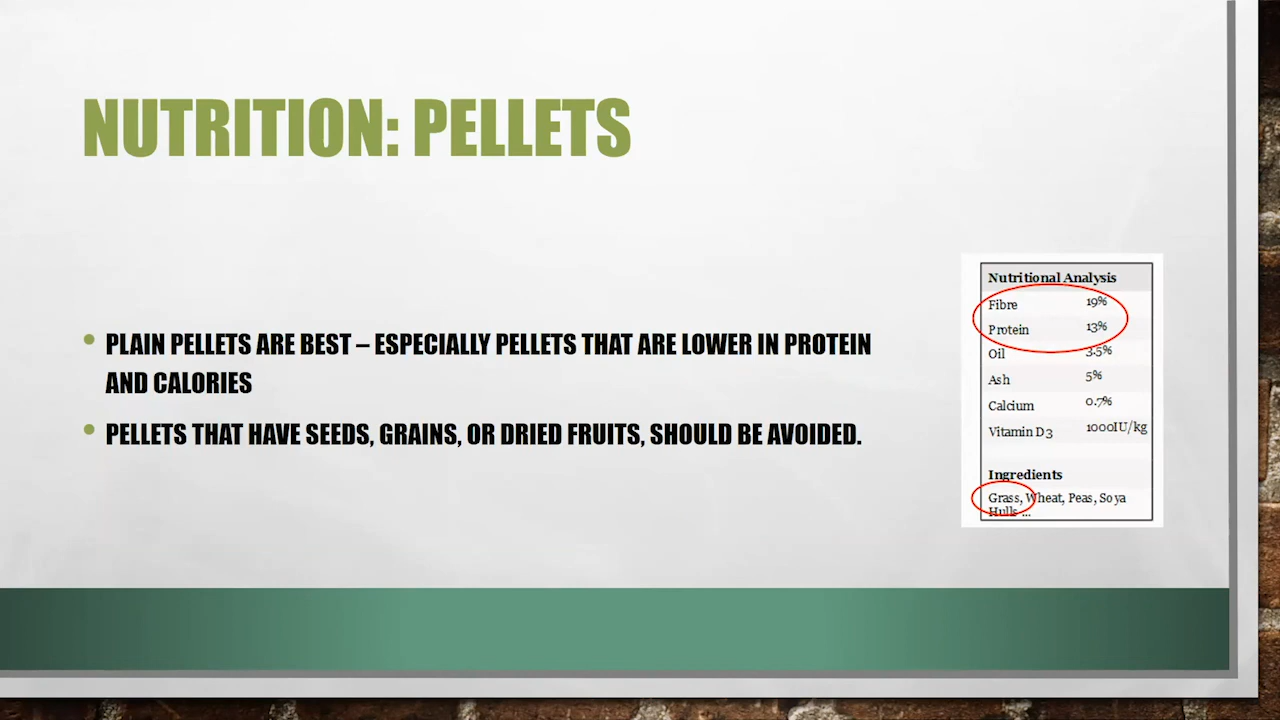 NUTRITION: PELLETS
PLAIN PELLETS ARE BEST – ESPECIALLY PELLETS THAT ARE LOWER IN PROTEIN
AND CALORIES
PELLETS THAT HAVE SEEDS, GRAINS, OR DRIED FRUITS, SHOULD BE AVOIDED.
Nutritional Analysis
Fibre 19%
Protein 13%
Oil 3.5%
Ash 5%
Calcium 0.7%
Vitamin D3 1000IU/kg
Ingredients
Grass, Wheat, Peas, Soya
Hulls ...